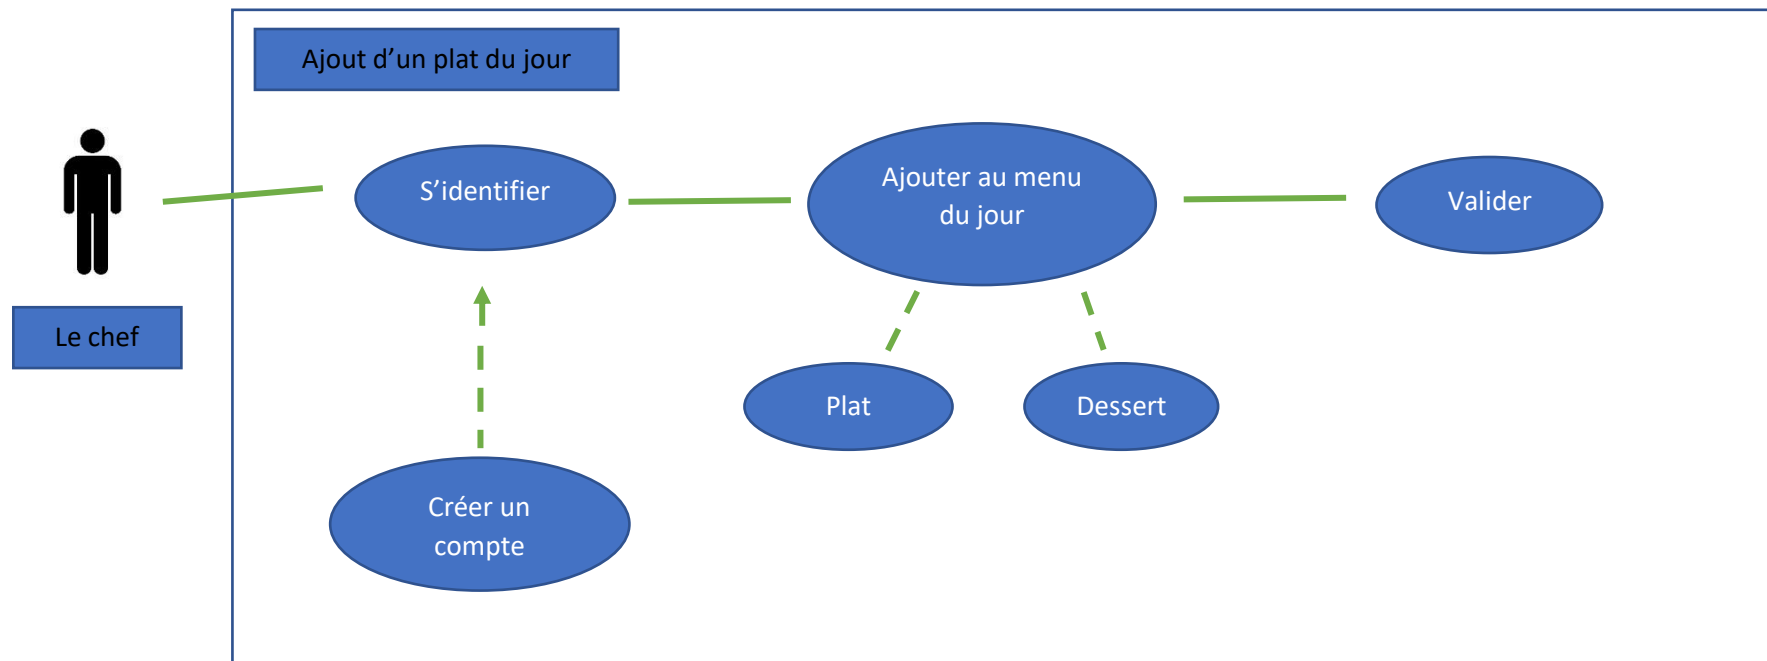 Ajout d’un plat du jour
Le chef
S’identifier
Ajouter au menu
du jour
Valider
Plat
Dessert
Créer un
compte